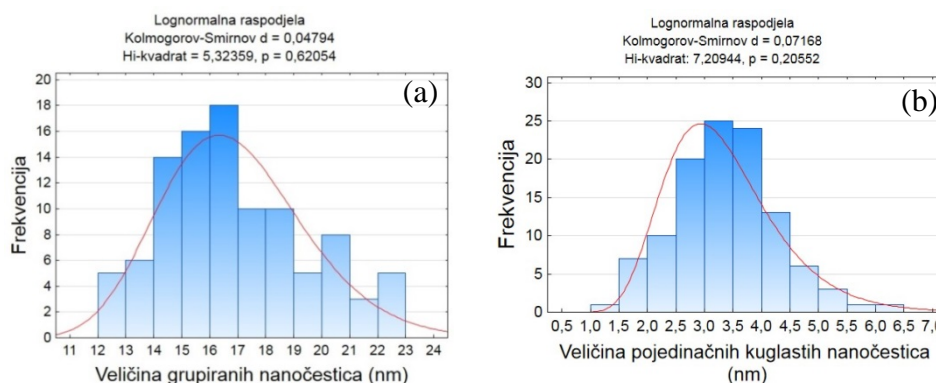 Lognormalna raspodjela
Kolmogorov-Smirnov d = 0,04794
Hi-kvadrat = 5,32359, p = 0,62054
(a)
20
18
16
14
12
10
8
6
4
2
0
Frekvencija
11 12 13 14 15 16 17 18 19 20 21 22 23 24
Veličina grupiranih nanočestica (nm)
Lognormalna raspodjela
Kolmogorov-Smirnov d = 0,07168
Hi-kvadrat: 7,20944, p = 0,20552
(b)
30
25
20
15
10
5
0
Frekvencija
0,5 1,0 1,5 2,0 2,5 3,0 3,5 4,0 4,5 5,0 5,5 6,0 6,5 7,0
Veličina pojedinačnih kuglastih nanočestica
(nm)